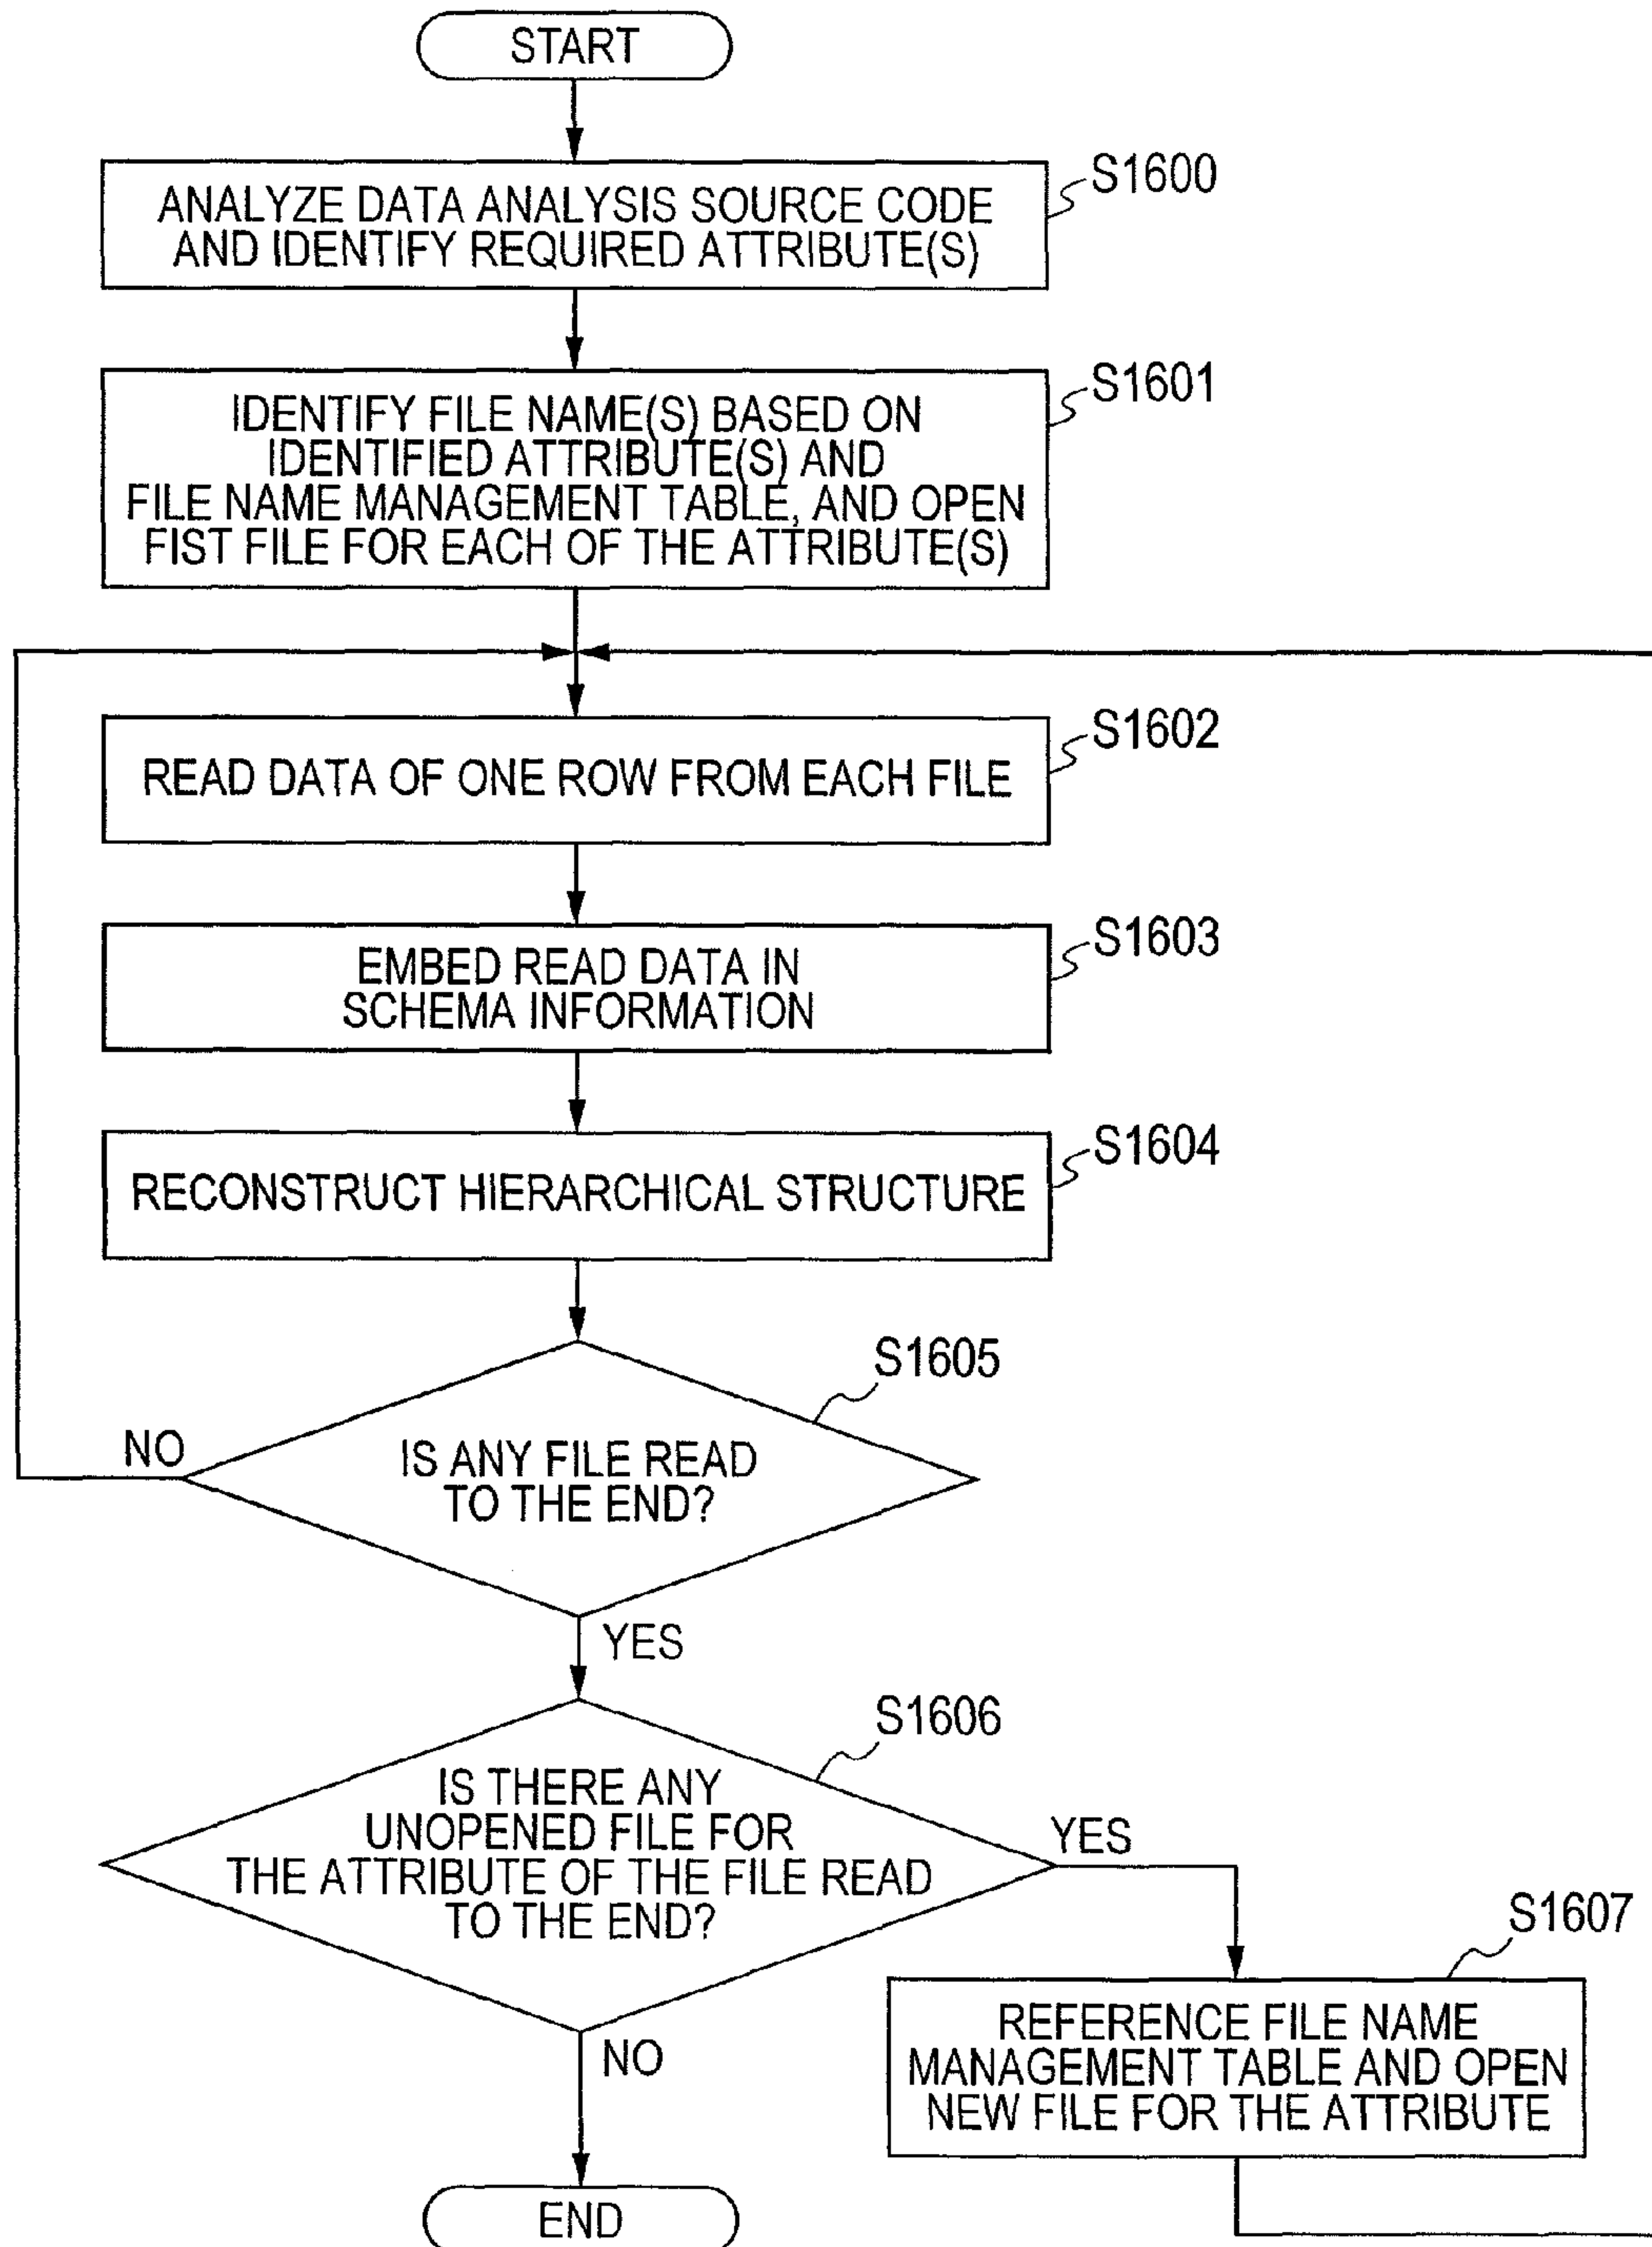 START
S1600
ANALYZE DATA ANALYSIS SOURCE CODE
AND IDENTIFY REQUIRED ATTRIBUTE(S)
S1601
IDENTIFY FILE NAME(S) BASED ON
IDENTIFIED ATTRIBUTE(S) AND
FILE NAME MANAGEMENT TABLE, AND OPEN
FIST FILE FOR EACH OF THE ATTRIBUTE(S)
S1602
READ DATA OF ONE ROW FROM EACH FILE
S1603
EMBED READ DATA IN
SCHEMA INFORMATION
S1604
RECONSTRUCT HIERARCHICAL STRUCTURE
S1605
NO
IS ANY FILE READ
TO THE END?
YES
S1606
IS THERE ANY
UNOPENED FILE FOR
THE ATTRIBUTE OF THE FILE READ
TO THE END?
YES
S1607
REFERENCE FILE NAME
MANAGEMENT TABLE AND OPEN
NEW FILE FOR THE ATTRIBUTE
NO
END